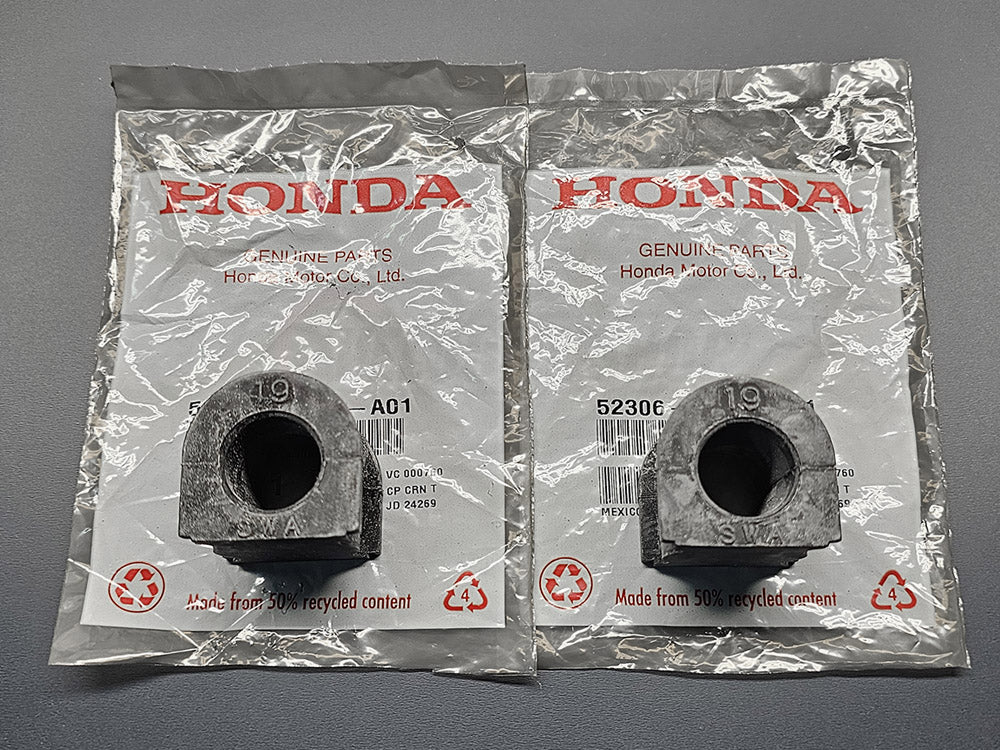 HONDA
GENUINE PARTS
Honda Motor Co., Ltd.
19
A01
VC 000760
CP CRN T
JD 24269
SWA
Made from 50% recycled content
4
HONDA
GENUINE PARTS
Honda Motor Co., Ltd.
19
52306-
MEXICO
SWA
Made from 50% recycled content
4